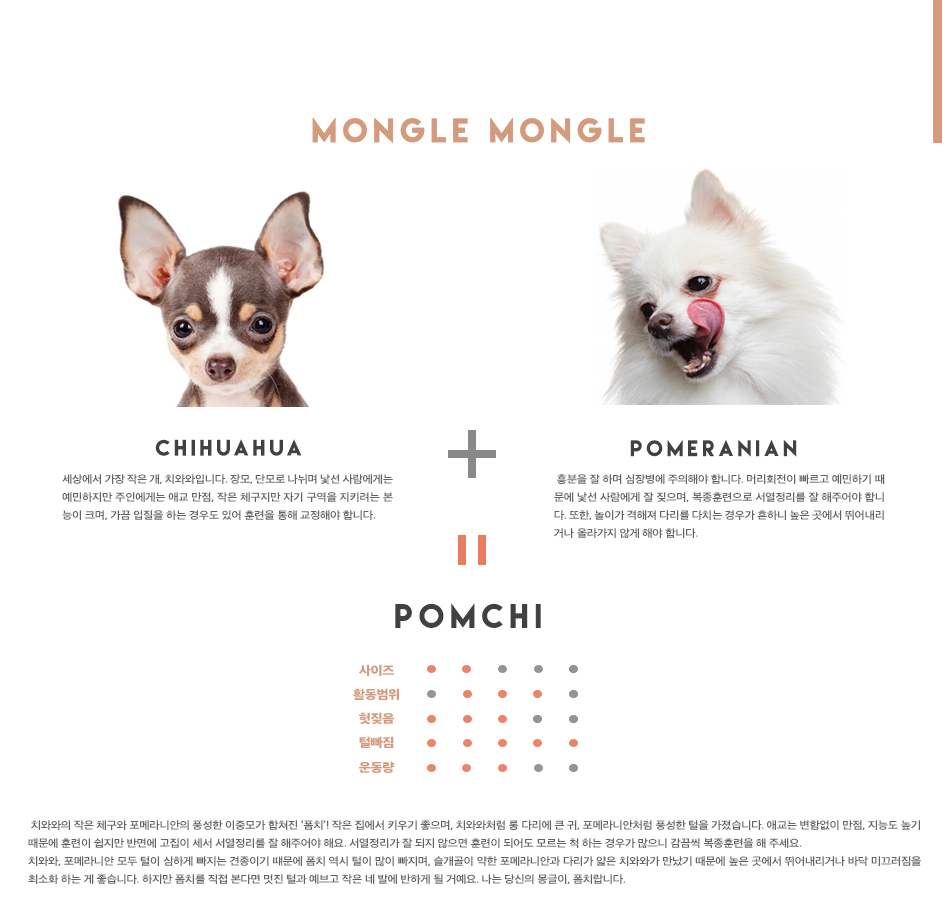 MONGLE MONGLE
CHIHUAHUA
세상에서 가장 작은 개, 치와와입니다. 장모, 단모로 나뉘며 낯선 사람에게는
예민하지만 주인에게는 애교 만점, 작은 체구지만 자기 구역을 지키려는 본
능이 크며, 가끔 입질을 하는 경우도 있어 훈련을 통해 교정해야 합니다.
POMERANIAN
흥분을 잘 하며 심장병에 주의해야 합니다. 머리회전이 빠르고 예민하기 때
문에 낯선 사람에게 잘 짖으며, 복종훈련으로 서열정리를 잘 해주어야 합니
다. 또한, 놀이가 격해져 다리를 다치는 경우가 흔하니 높은 곳에서 뛰어내리
거나 올라가지 않게 해야 합니다.
POMCHI
사이즈
활동범위
헛짖음
털빠짐
운동량
치와와의 작은 체구와 포메라니안의 풍성한 이중모가 합쳐진 '폼치'! 작은 집에서 키우기 좋으며, 치와와처럼 롱 다리에 큰 귀, 포메라니안처럼 풍성한 털을 가졌습니다. 애교는 변함없이 만점, 지능도 높기
때문에 훈련이 쉽지만 반면에 고집이 세서 서열정리를 잘 해주어야 해요. 서열정리가 잘 되지 않으면 훈련이 되어도 모르는 척 하는 경우가 많으니 감끔씩 복종훈련을 해 주세요.
치와와, 포메라니안 모두 털이 심하게 빠지는 견종이기 때문에 폼치 역시 털이 많이 빠지며, 슬개골이 약한 포메라니안과 다리가 얇은 치와와가 만났기 때문에 높은 곳에서 뛰어내리거나 바닥 미끄러짐을
최소화 하는 게 좋습니다. 하지만 폼치를 직접 본다면 멋진 털과 예브고 작은 네 발에 반하게 될 거예요. 나는 당신의 몽글이, 폼치랍니다.